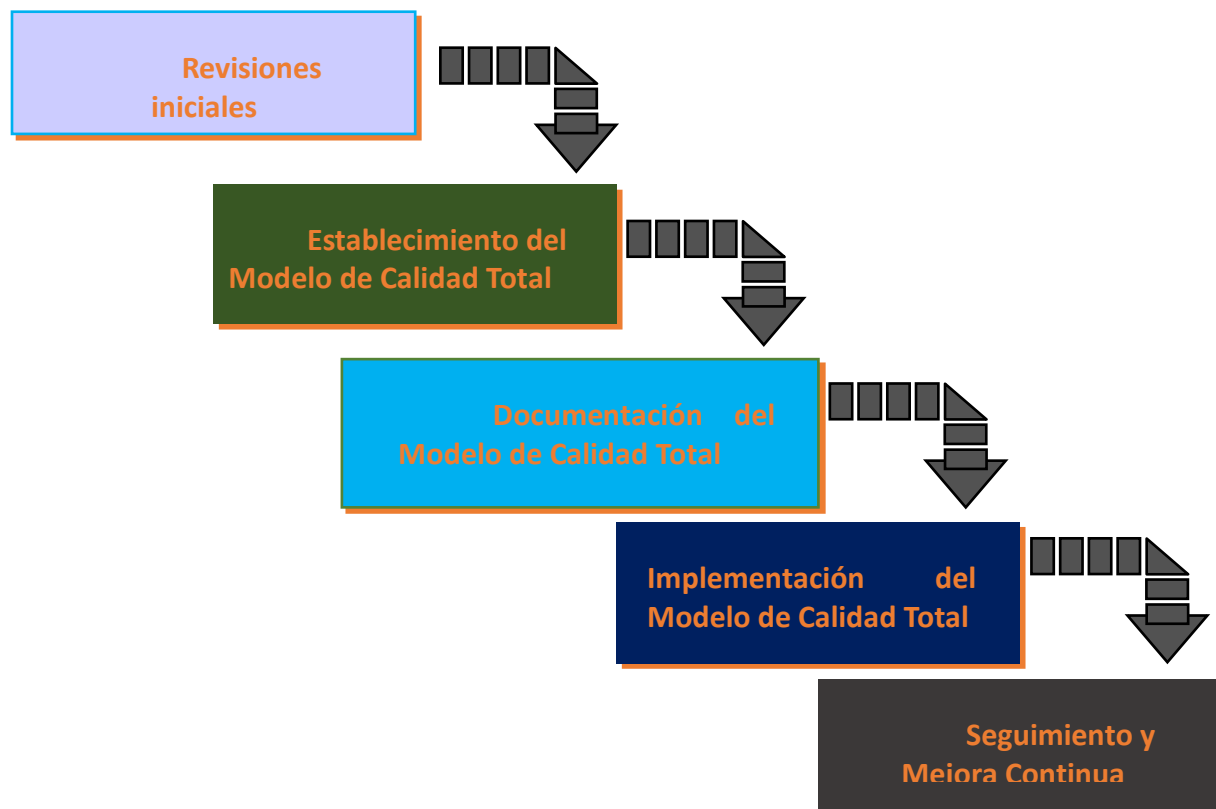 Revisiones
iniciales
Establecimiento del
Modelo de Calidad Total
Documentación del
Modelo de Calidad Total
Implementación del
Modelo de Calidad Total
Seguimiento y
Mejora Continua